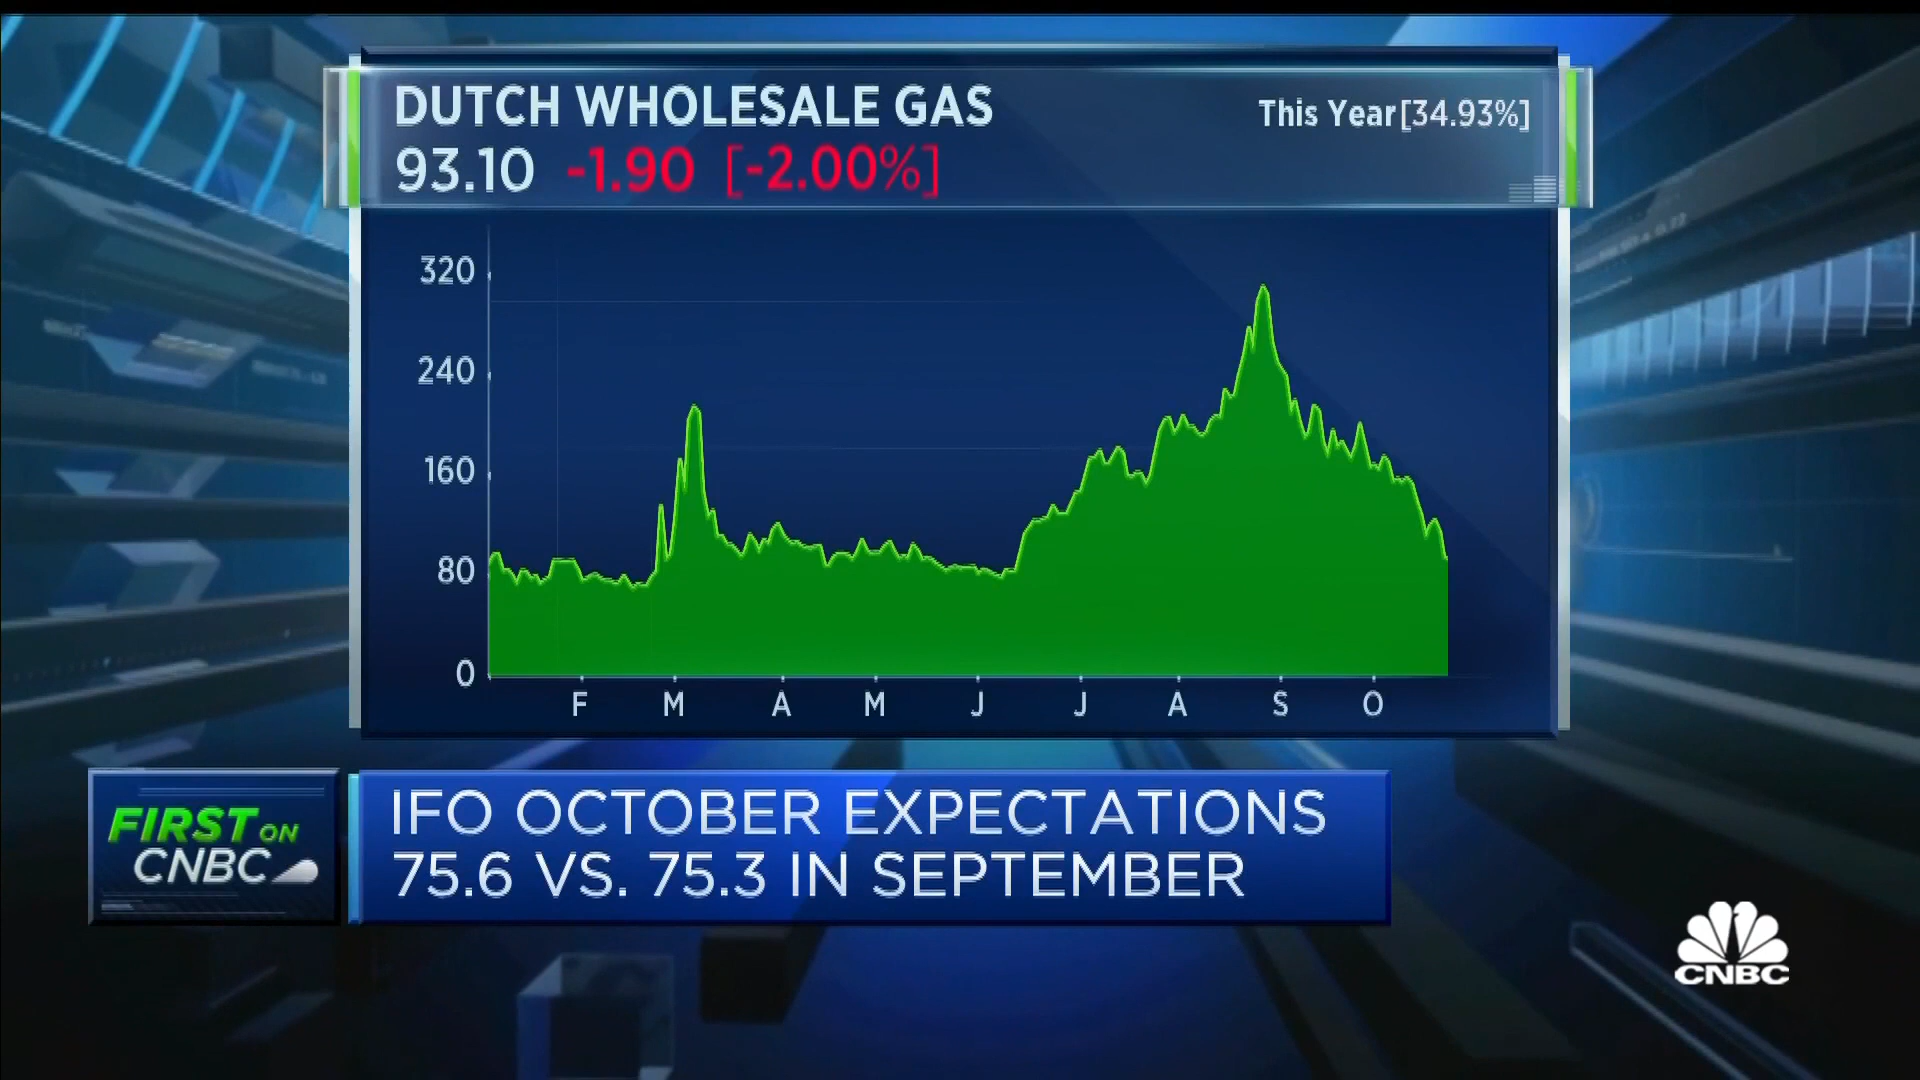 DUTCH WHOLESALE GAS
This Year[34.93%]
93.10 -1.90 [-2.00%]
320
240
160
80
0
F M A M J J A S O
FIRST ON
CNBC
IFO OCTOBER EXPECTATIONS
75.6 VS. 75.3 IN SEPTEMBER
CNBC